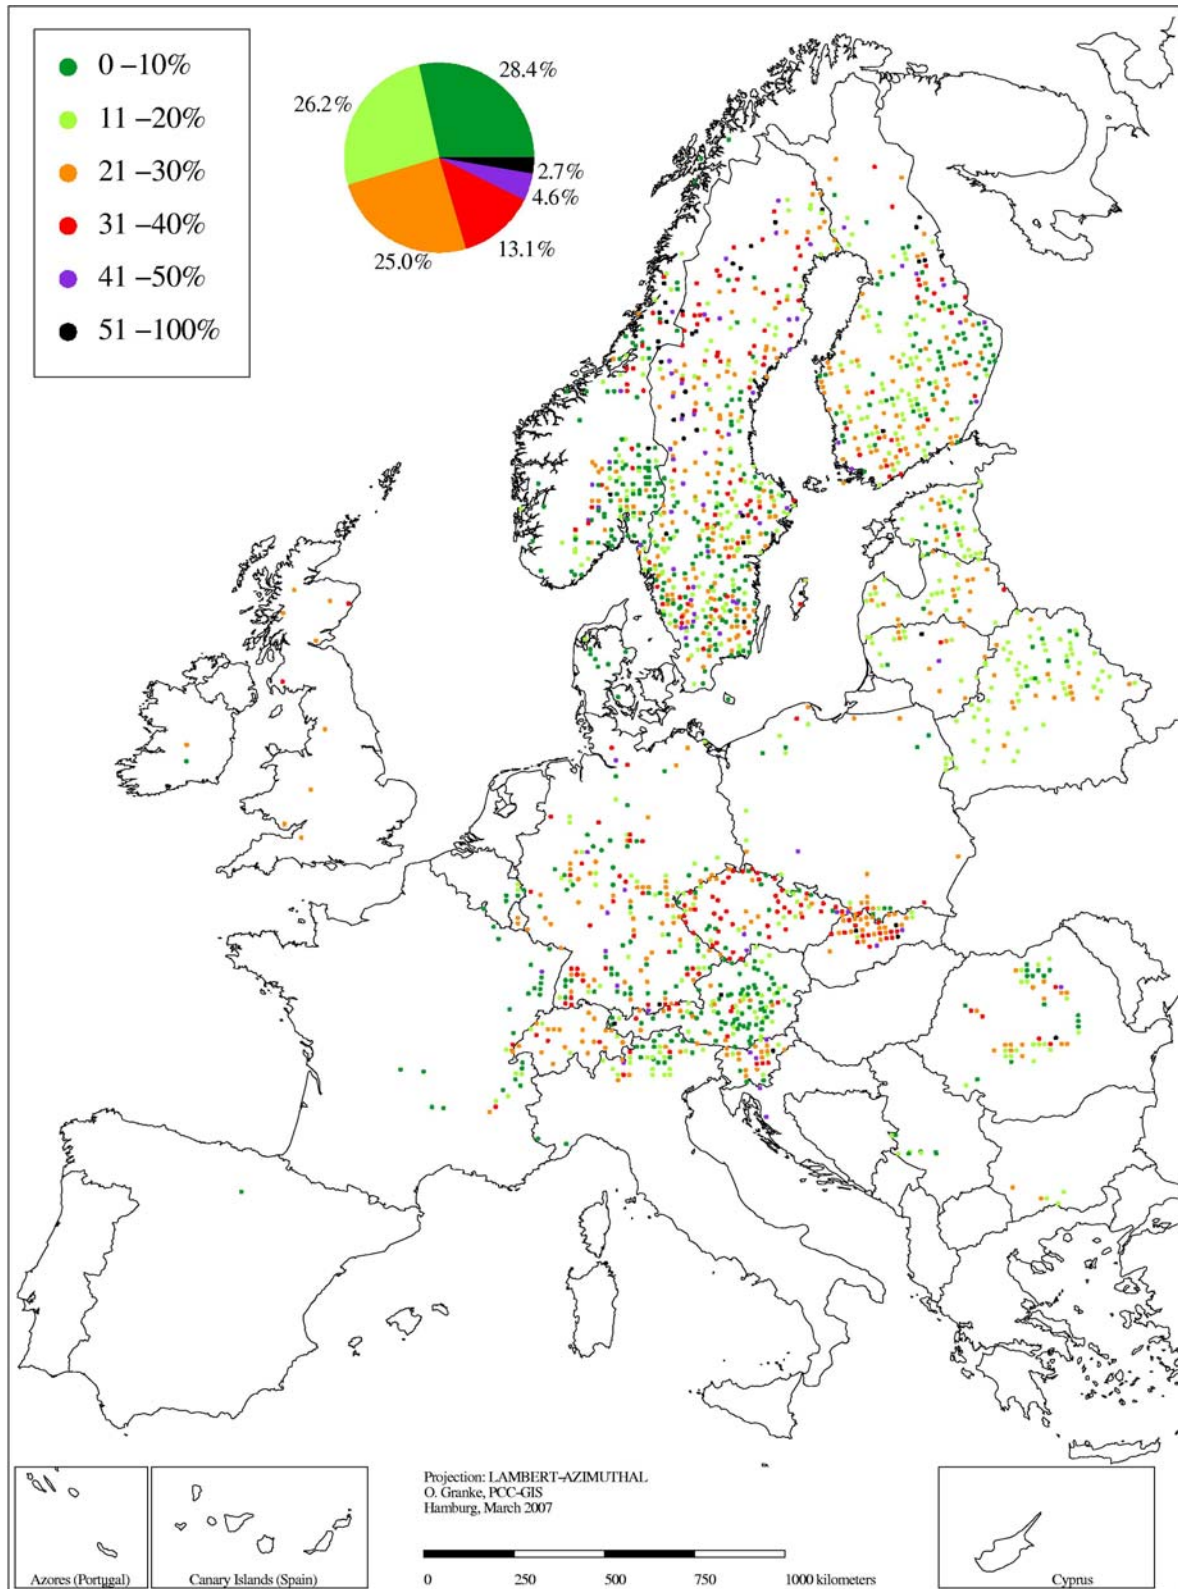 0 –10%
11 –20%
21 –30%
31 –40%
41 –50%
51 –100%
28.4%
26.2%
2.7%
4.6%
13.1%
25.0%
Projection: LAMBERT-AZIMUTHAL
O. Granke, PCC-GIS
Hamburg, March 2007
0 250 500 750 1000 kilometers
Azores (Portugal)
Canary Islands (Spain)
Cyprus